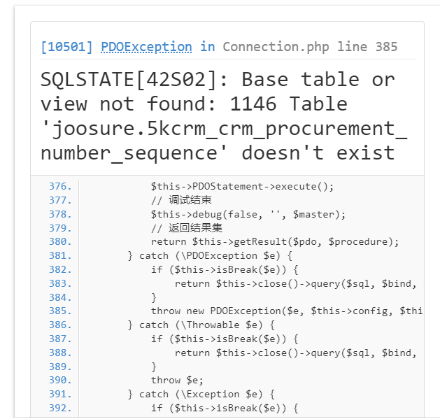 [10501] PDOException in Connection.php line 385
SQLSTATE[42S02]: Base table or
view not found: 1146 Table
'joosure.5kcrm_crm_procurement_
number_sequence' doesn't exist
376. $this->PDOStatement->execute();
377. // 调试结束
378. $this->debug(false, '', $master);
379. // 返回结果集
380. return $this->getResult($pdo, $procedure);
381. } catch (\PDOException $e) {
382. if ($this->isBreak($e)) {
383. return $this->close()->query($sql, $bind,
384. }
385. throw new PDOException($e, $this->config, $thi
386. } catch (\Throwable $e) {
387. if ($this->isBreak($e)) {
388. return $this->close()->query($sql, $bind,
389. }
390. throw $e;
391. } catch (\Exception $e) {
392. if ($this->isBreak($e)) {